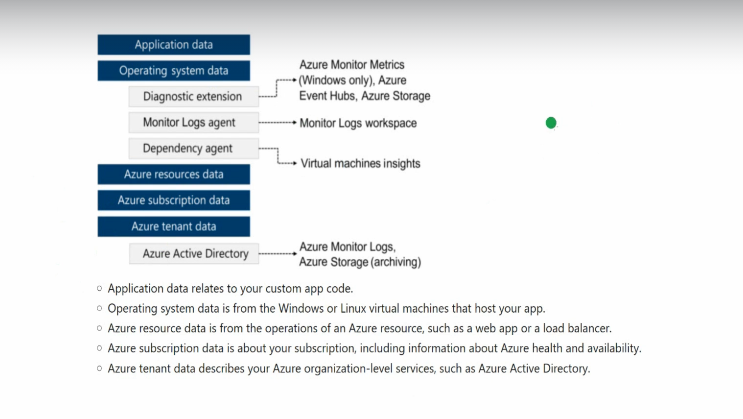 Application data
Operating system data
Diagnostic extension
Azure Monitor Metrics
(Windows only), Azure
Event Hubs, Azure Storage
Monitor Logs agent
Monitor Logs workspace
Dependency agent
Virtual machines insights
Azure resources data
Azure subscription data
Azure tenant data
Azure Active Directory
Azure Monitor Logs,
Azure Storage (archiving)
○ Application data relates to your custom app code.
○ Operating system data is from the Windows or Linux virtual machines that host your app.
○ Azure resource data is from the operations of an Azure resource, such as a web app or a load balancer.
○ Azure subscription data is about your subscription, including information about Azure health and availability.
○ Azure tenant data describes your Azure organization-level services, such as Azure Active Directory.